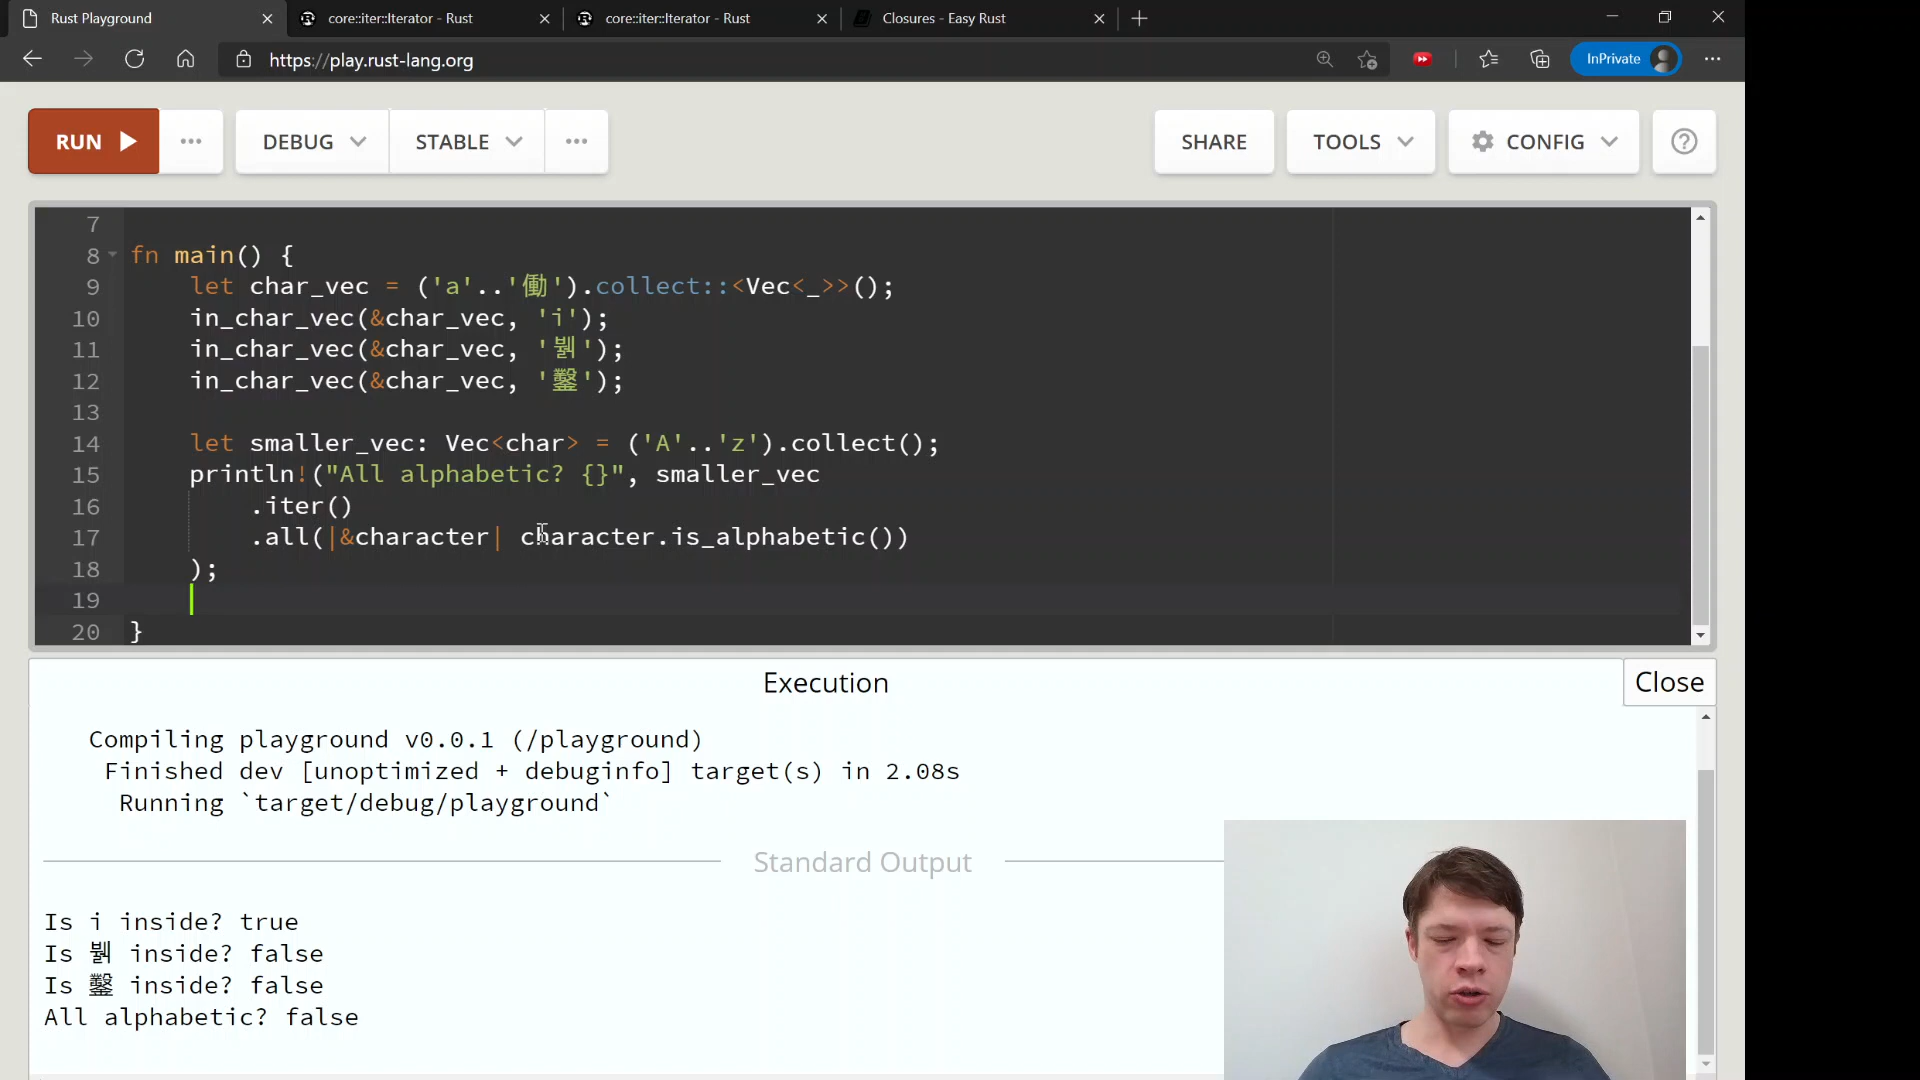 Rust Playground
core::iter::Iterator - Rust
core::iter::Iterator - Rust
Closures - Easy Rust
https://play.rust-lang.org
InPrivate
RUN
DEBUG
STABLE
SHARE
TOOLS
CONFIG
7
8 fn main() {
9 let char_vec = ('a'..'働').collect::<Vec<_>>();
10 in_char_vec(&char_vec, 'i');
11 in_char_vec(&char_vec, '뷁');
12 in_char_vec(&char_vec, '鑿');
13
14 let smaller_vec: Vec<char> = ('A'..'z').collect();
15 println!("All alphabetic? {}", smaller_vec
16 .iter()
17 .all(|&character| character.is_alphabetic())
18 );
19
20 }
Execution
Close
Compiling playground v0.0.1 (/playground)
Finished dev [unoptimized + debuginfo] target(s) in 2.08s
Running `target/debug/playground`
Standard Output
Is i inside? true
Is 뷁 inside? false
Is 鑿 inside? false
All alphabetic? false